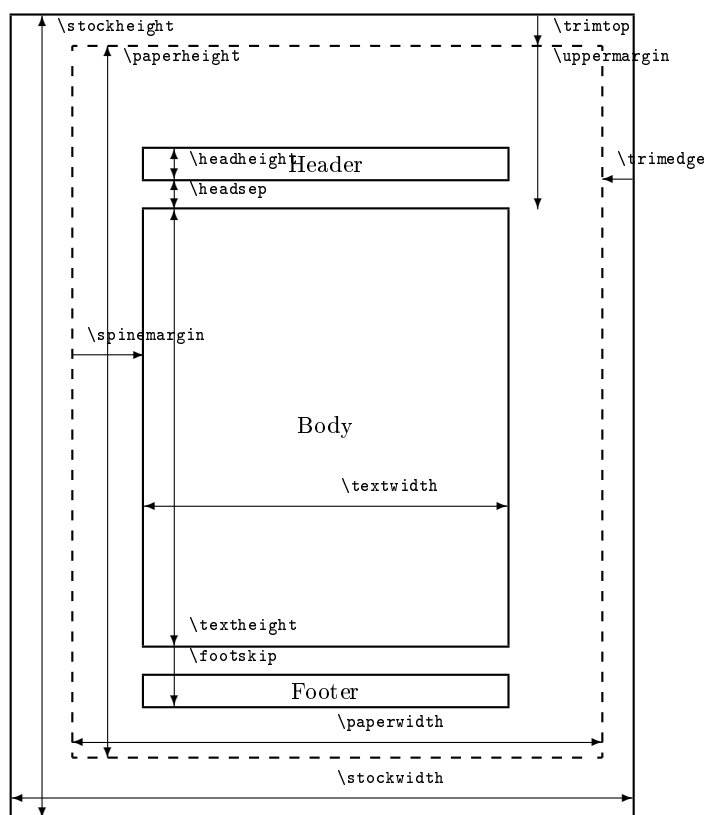 \stockheight
\trimtop
\paperheight
\uppermargin
\headheight
Header
\trimedge
\headsep
\spinemargin
Body
\textwidth
\textheight
\footskip
Footer
\paperwidth
\stockwidth